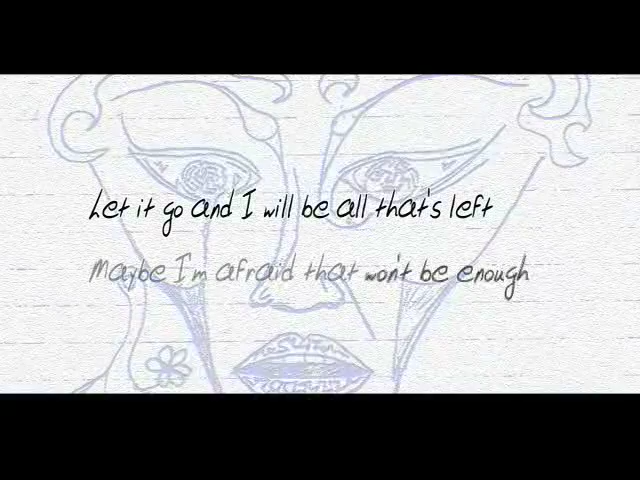 Let it go and I will be all that's left
Maybe I'm afraid that won't be enough